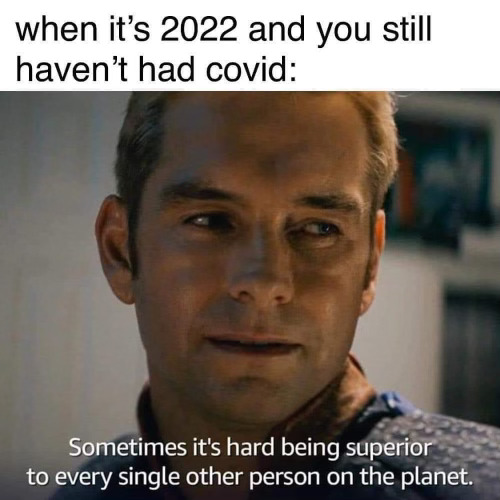 when it’s 2022 and you still
haven’t had covid:
Sometimes it's hard being superior
to every single other person on the planet.